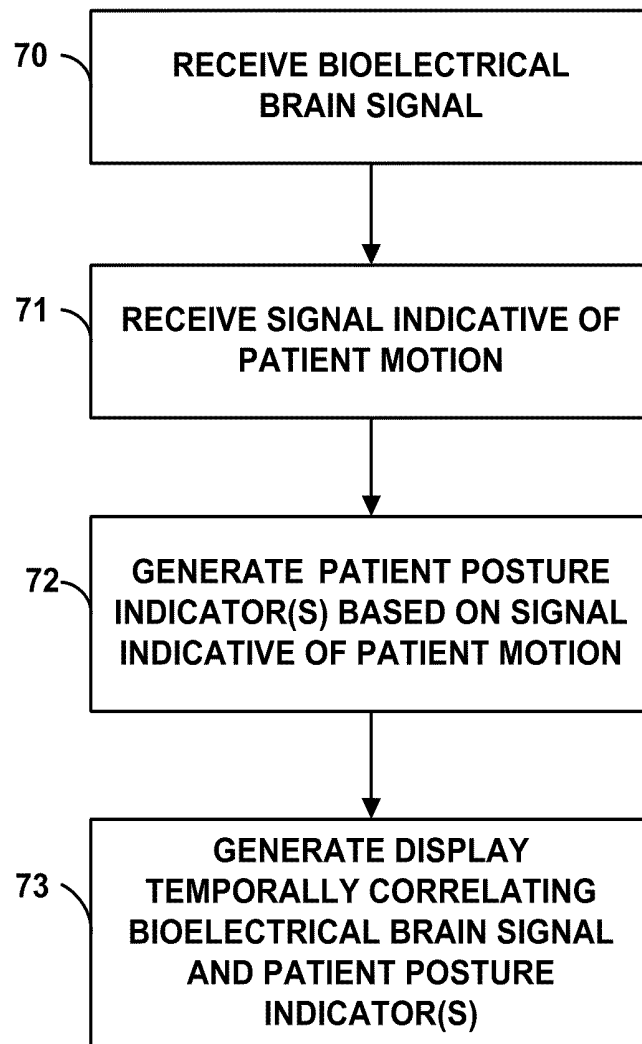 70
RECEIVE BIOELECTRICAL
BRAIN SIGNAL
71
RECEIVE SIGNAL INDICATIVE OF
PATIENT MOTION
72
GENERATE PATIENT POSTURE
INDICATOR(S) BASED ON SIGNAL
INDICATIVE OF PATIENT MOTION
73
GENERATE DISPLAY
TEMPORALLY CORRELATING
BIOELECTRICAL BRAIN SIGNAL
AND PATIENT POSTURE
INDICATOR(S)